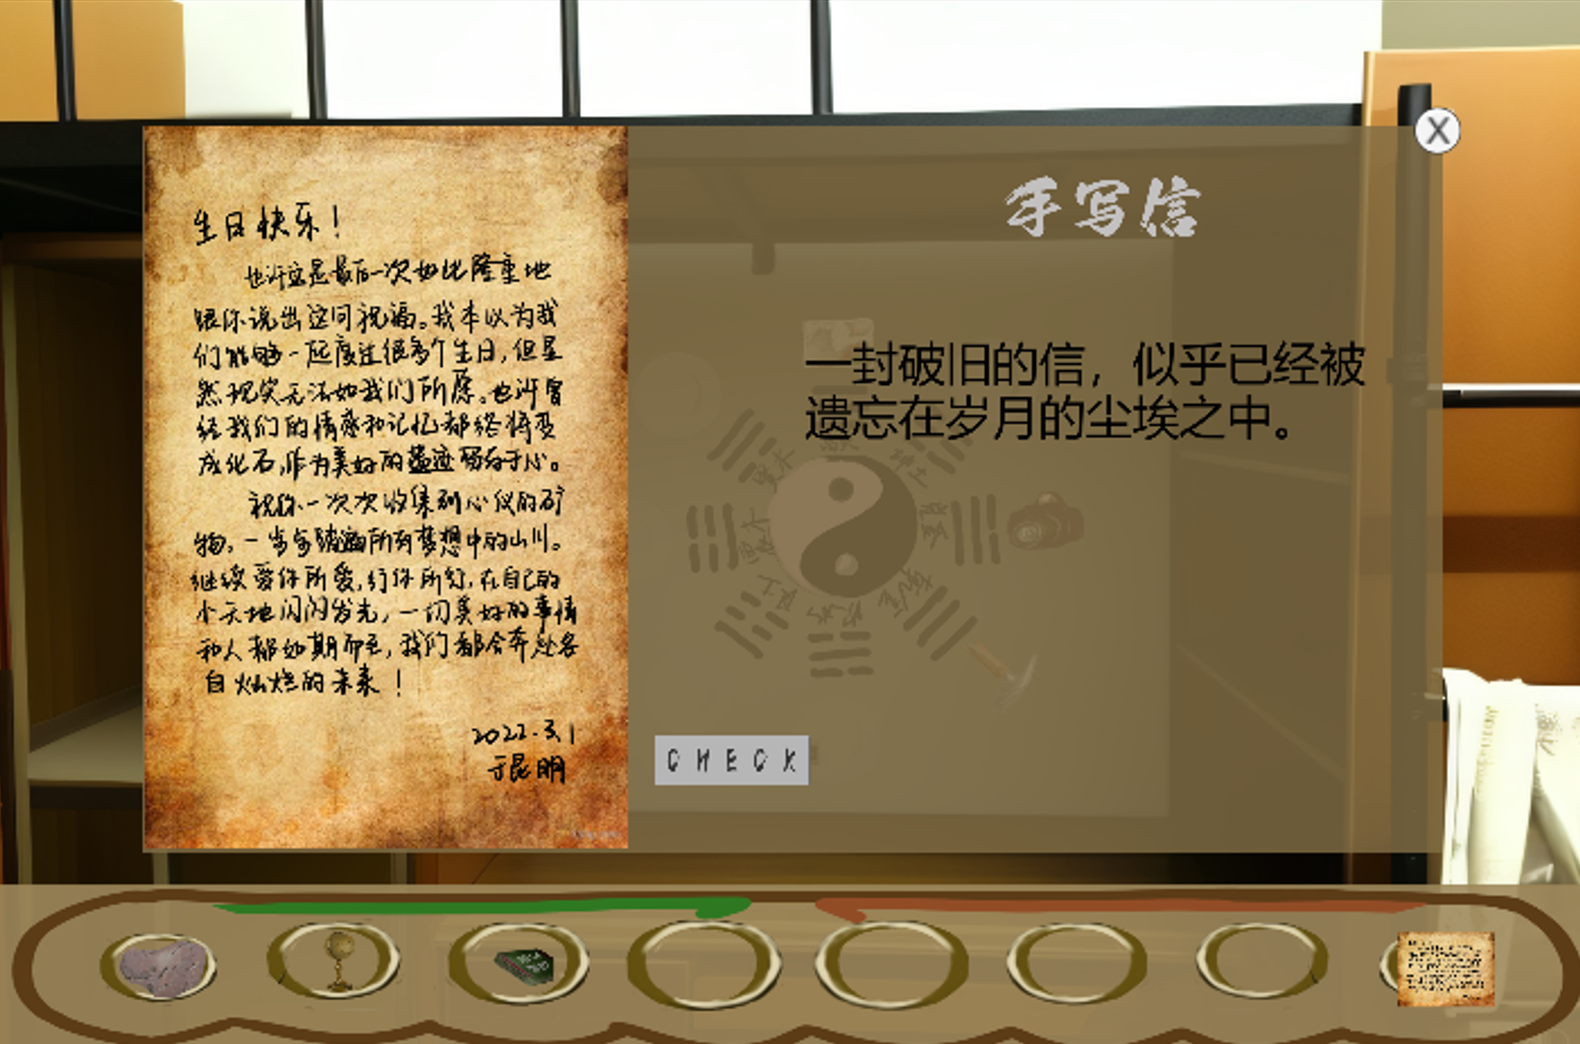 生日快乐！
也许这是最后一次如此隆重地
跟你说出这间祝福。我本以为我
们能够一起度过很多个生日，但显
然现实无法如我们所愿。也许曾
经我们的情感和记忆都终将变
成化石，作为美好的遗迹留存于心。
祝你一次次收集到心仪的矿
物，一步步踏遍所有梦想中的山川。
继续爱你所爱，行你所行，在自己的
小天地闪闪发光，一切美好的事情
和人都如期而至，我们都会奔赴各
自灿烂的未来！
2022.3.1
于昆明
手写信
一封破旧的信，似乎已经被
遗忘在岁月的尘埃之中。
CHECK
X